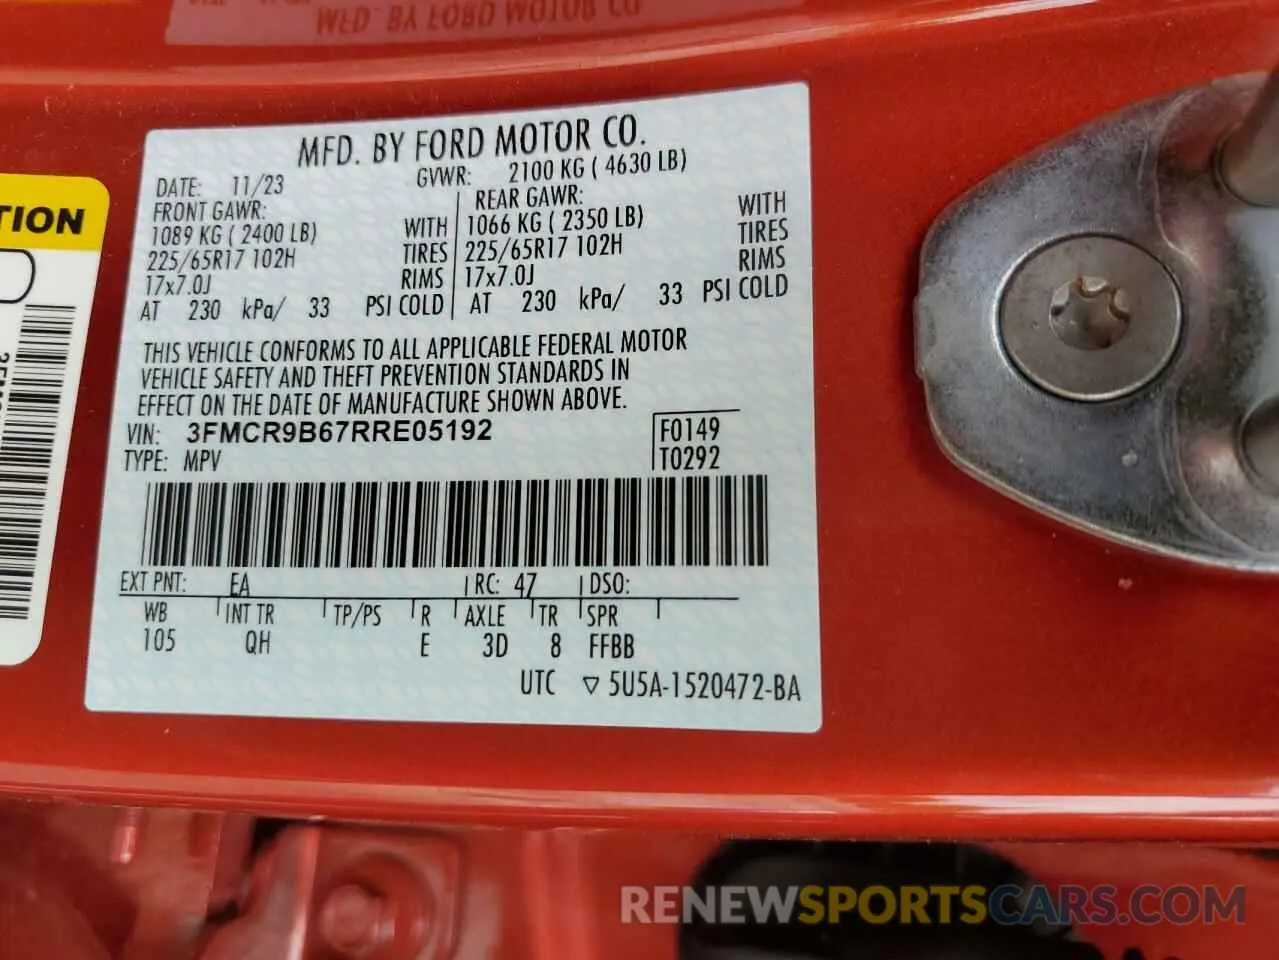 MFD. BY FORD MOTOR CO.
TION
MFD. BY FORD MOTOR CO.
DATE: 11/23 GVWR: 2100 KG ( 4630 LB)
FRONT GAWR: REAR GAWR:
1089 KG ( 2400 LB) WITH 1066 KG ( 2350 LB) WITH
225/65R17 102H TIRES 225/65R17 102H TIRES
17x7.0J RIMS 17x7.0J RIMS
AT 230 kPa/ 33 PSI COLD AT 230 kPa/ 33 PSI COLD
THIS VEHICLE CONFORMS TO ALL APPLICABLE FEDERAL MOTOR
VEHICLE SAFETY AND THEFT PREVENTION STANDARDS IN
EFFECT ON THE DATE OF MANUFACTURE SHOWN ABOVE.
VIN: 3FMCR9B67RRE05192 F0149
TYPE: MPV T0292
EXT PNT: EA RC: 47 DSO:
WB INT TR TP/PS R AXLE TR SPR
105 QH E 3D 8 FFBB
UTC ▽ 5U5A-1520472-BA
RENEWSPORTSCARS.COM